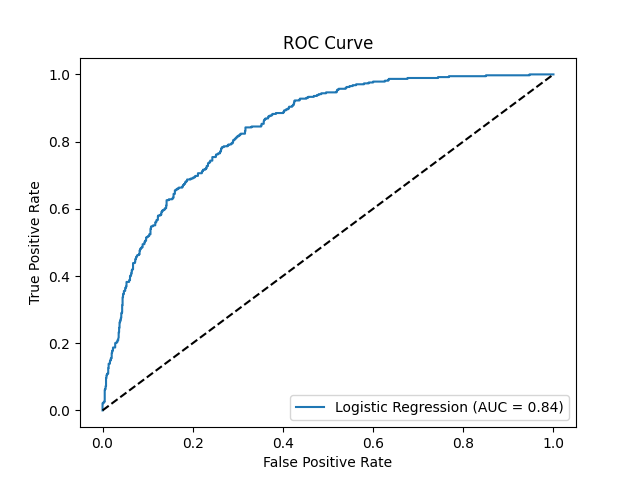 ROC Curve
True Positive Rate
1.0
0.8
0.6
0.4
0.2
0.0
Logistic Regression (AUC = 0.84)
0.0 0.2 0.4 0.6 0.8 1.0
False Positive Rate